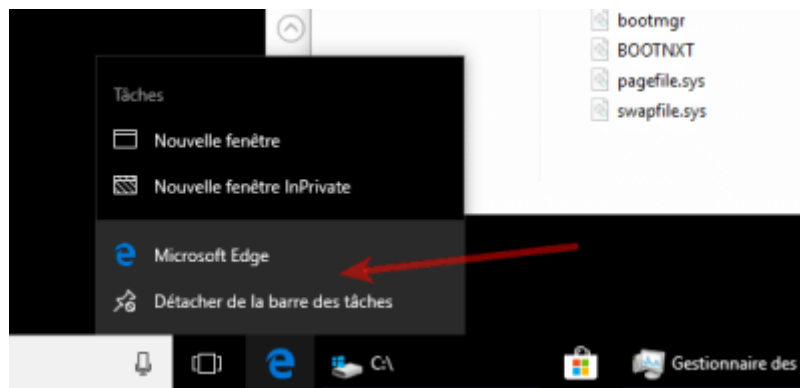 bootmgr
BOOTNXT
pagefile.sys
swapfile.sys
Tâches
Nouvelle fenêtre
Nouvelle fenêtre InPrivate
Microsoft Edge
Détacher de la barre des tâches
C:\
Gestionnaire des